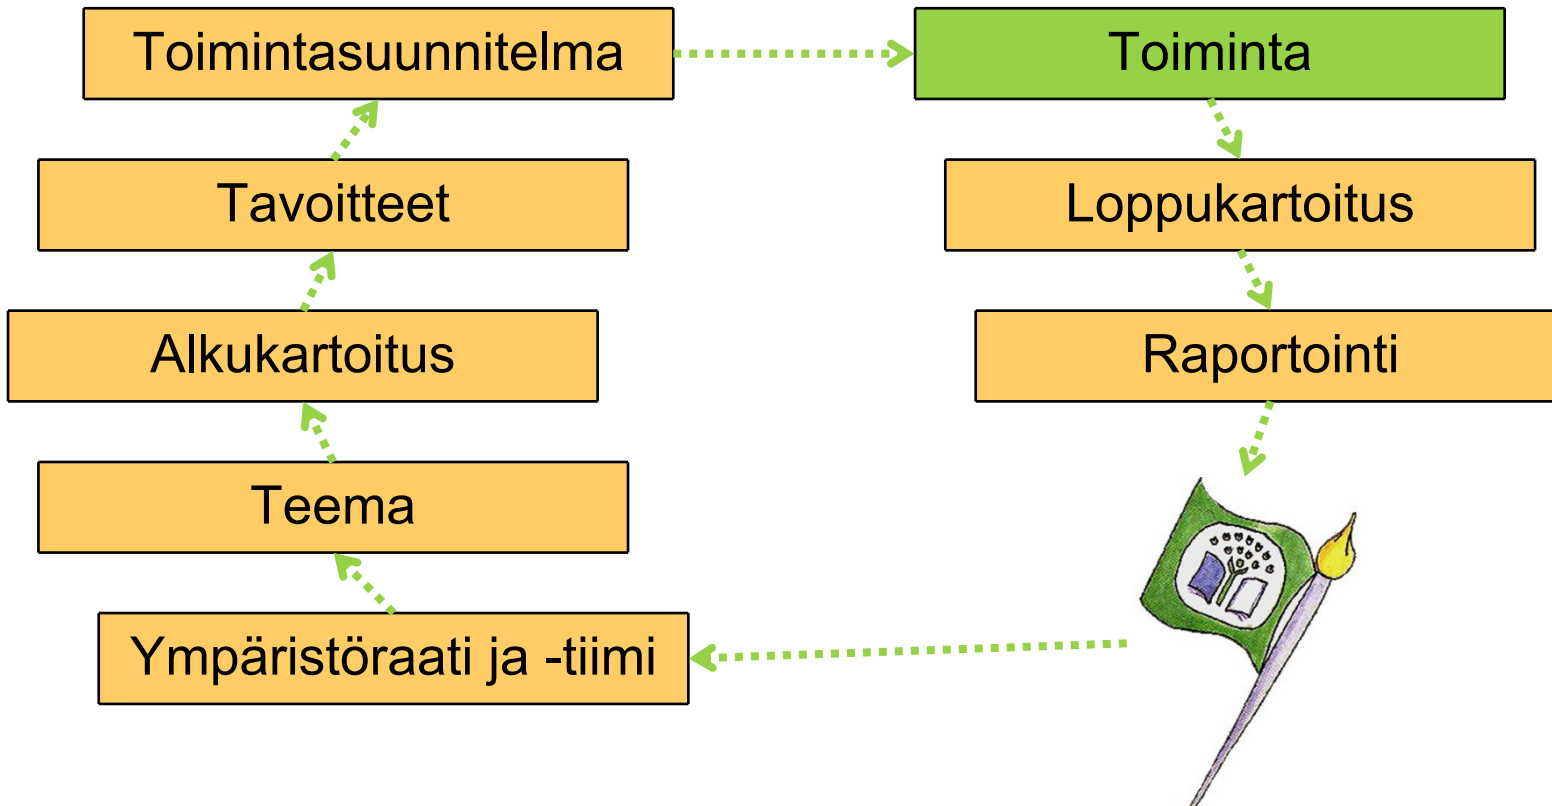 Toimintasuunnitelma
Toiminta
Tavoitteet
Loppukartoitus
Alkukartoitus
Raportointi
Teema
Ympäristöraati ja -tiimi